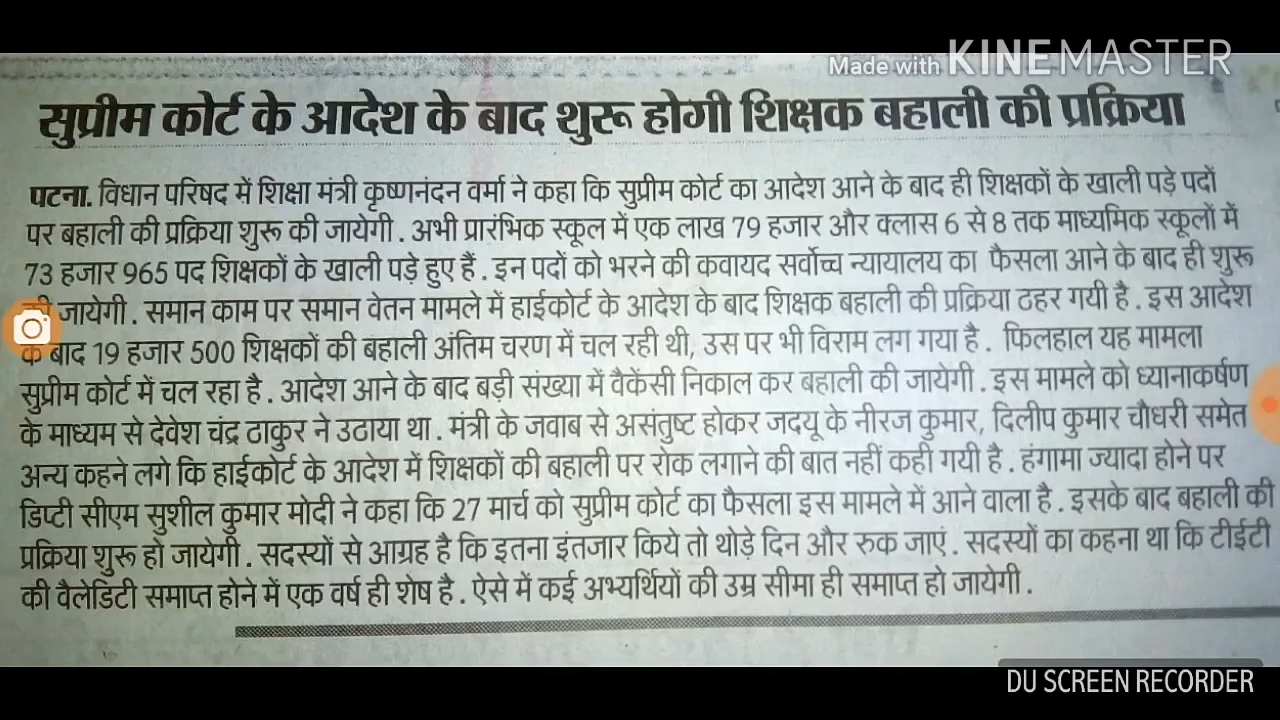 Made with KINEMASTER
सुप्रीम कोर्ट के आदेश के बाद शुरू होगी शिक्षक बहाली की प्रक्रिया
पटना. विधान परिषद में शिक्षा मंत्री कृष्णनंदन वर्मा ने कहा कि सुप्रीम कोर्ट का आदेश आने के बाद ही शिक्षकों के खाली पड़े पदों
पर बहाली की प्रक्रिया शुरू की जायेगी . अभी प्रारंभिक स्कूल में एक लाख 79 हजार और क्लास 6 से 8 तक माध्यमिक स्कूलों में
73 हजार 965 पद शिक्षकों के खाली पड़े हुए हैं . इन पदों को भरने की कवायद सर्वोच्च न्यायालय का फैसला आने के बाद ही शुरू
जायेगी . समान काम पर समान वेतन मामले में हाईकोर्ट के आदेश के बाद शिक्षक बहाली की प्रक्रिया ठहर गयी है . इस आदेश
के बाद 19 हजार 500 शिक्षकों की बहाली अंतिम चरण में चल रही थी, उस पर भी विराम लग गया है . फिलहाल यह मामला
सुप्रीम कोर्ट में चल रहा है . आदेश आने के बाद बड़ी संख्या में वैकेंसी निकाल कर बहाली की जायेगी . इस मामले को ध्यानाकर्षण
के माध्यम से देवेश चंद्र ठाकुर ने उठाया था . मंत्री के जवाब से असंतुष्ट होकर जदयू के नीरज कुमार, दिलीप कुमार चौधरी समेत
अन्य कहने लगे कि हाईकोर्ट के आदेश में शिक्षकों की बहाली पर रोक लगाने की बात नहीं कही गयी है . हंगामा ज्यादा होने पर
डिप्टी सीएम सुशील कुमार मोदी ने कहा कि 27 मार्च को सुप्रीम कोर्ट का फैसला इस मामले में आने वाला है . इसके बाद बहाली की
प्रक्रिया शुरू हो जायेगी . सदस्यों से आग्रह है कि इतना इंतजार किये तो थोड़े दिन और रुक जाएं . सदस्यों का कहना था कि टीईटी
की वैलेडिटी समाप्त होने में एक वर्ष ही शेष है . ऐसे में कई अभ्यर्थियों की उम्र सीमा ही समाप्त हो जायेगी .
DU SCREEN RECORDER